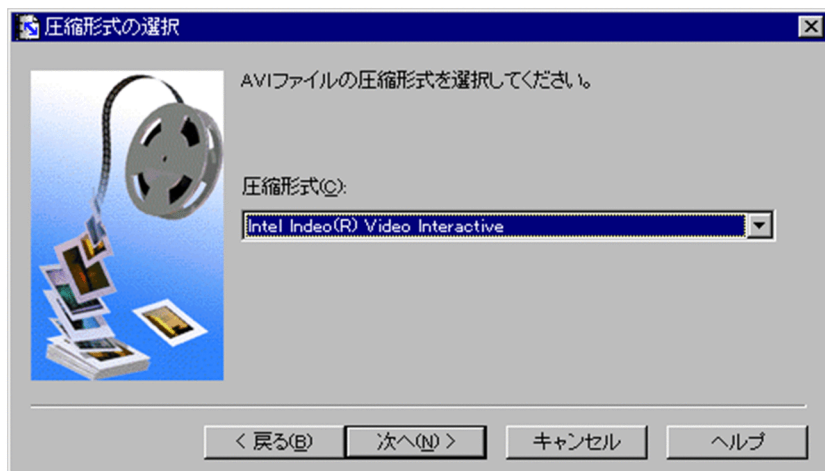 圧縮形式の選択
AVIファイルの圧縮形式を選択してください。
圧縮形式(C):
Intel Indeo(R) Video Interactive
< 戻る(B) 次へ(N) > キャンセル ヘルプ